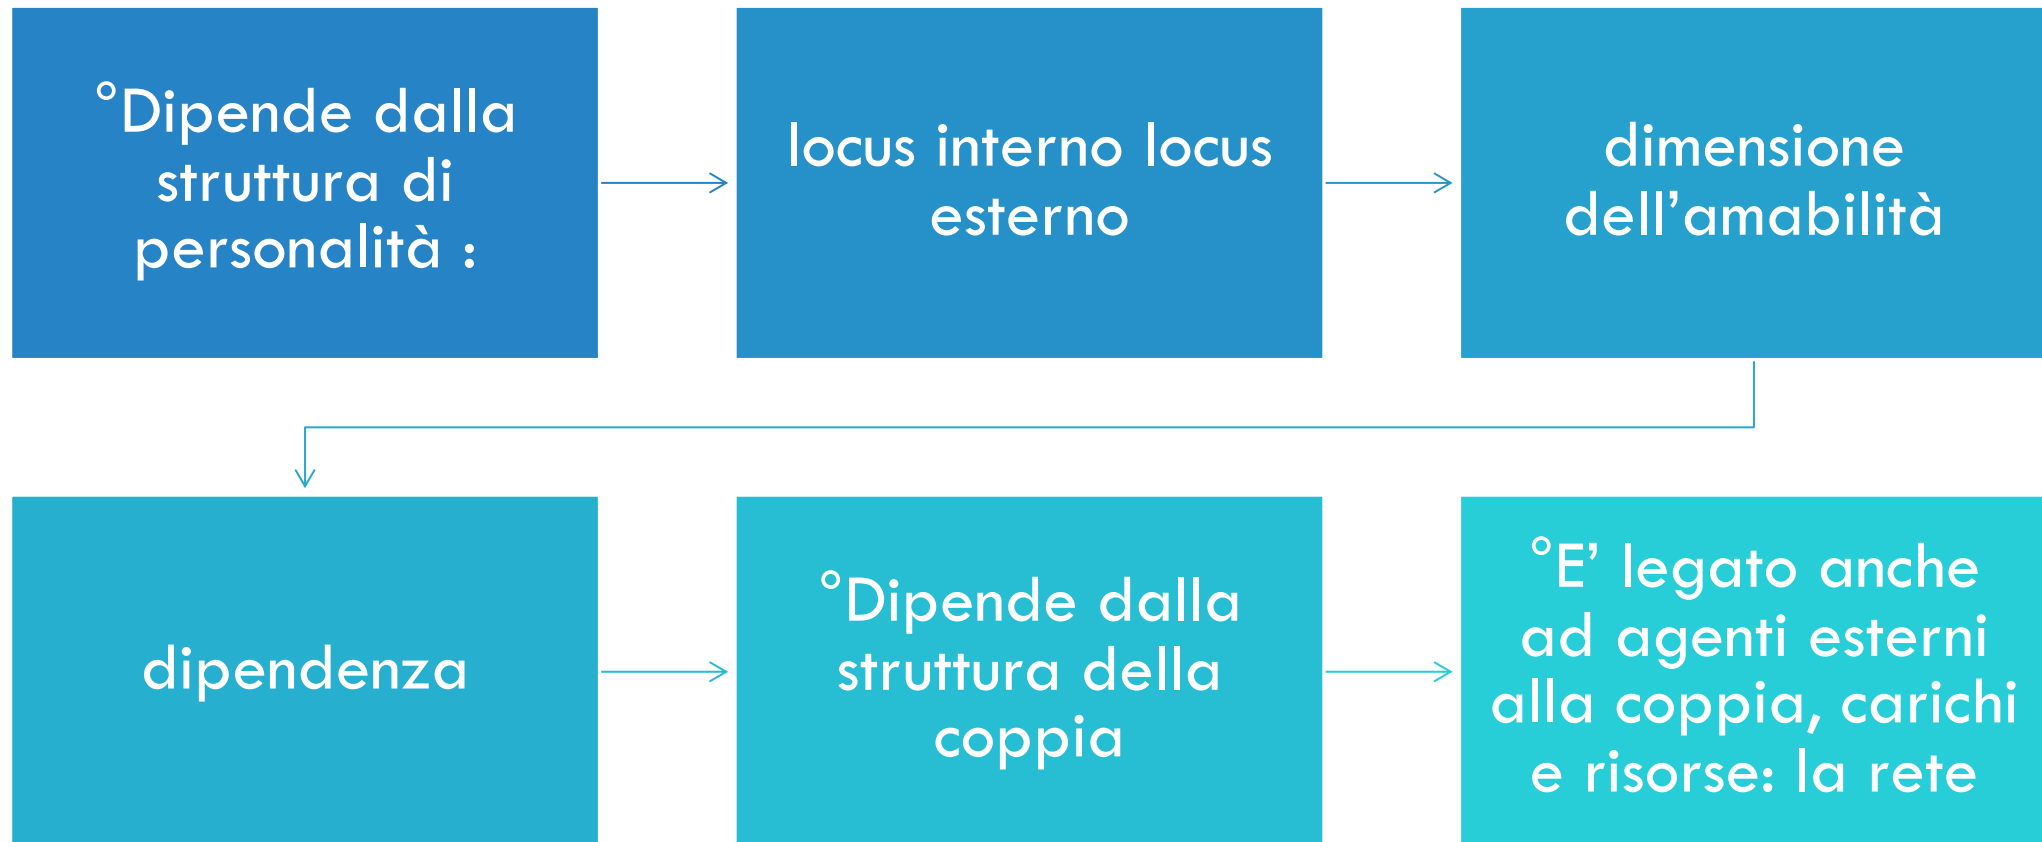 °Dipende dalla
struttura di
personalità :
locus interno locus
esterno
dimensione
dell’amabilità
dipendenza
°Dipende dalla
struttura della
coppia
°E’ legato anche
ad agenti esterni
alla coppia, carichi
e risorse: la rete